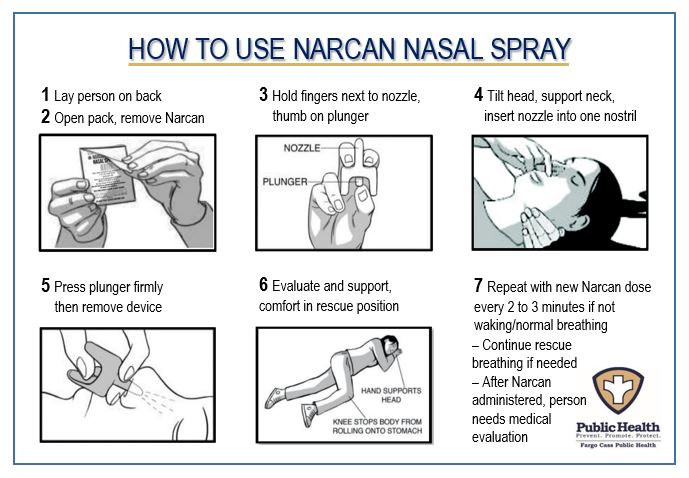 HOW TO USE NARCAN NASAL SPRAY
1 Lay person on back
2 Open pack, remove Narcan
3 Hold fingers next to nozzle,
thumb on plunger
NOZZLE
PLUNGER
4 Tilt head, support neck,
insert nozzle into one nostril
5 Press plunger firmly
then remove device
6 Evaluate and support,
comfort in rescue position
HAND SUPPORTS
HEAD
KNEE STOPS BODY FROM
ROLLING ONTO STOMACH
7 Repeat with new Narcan dose
every 2 to 3 minutes if not
waking/normal breathing
– Continue rescue
breathing if needed
– After Narcan
administered, person
needs medical
evaluation
Public Health
Prevent. Promote. Protect.
Fargo Cass Public Health